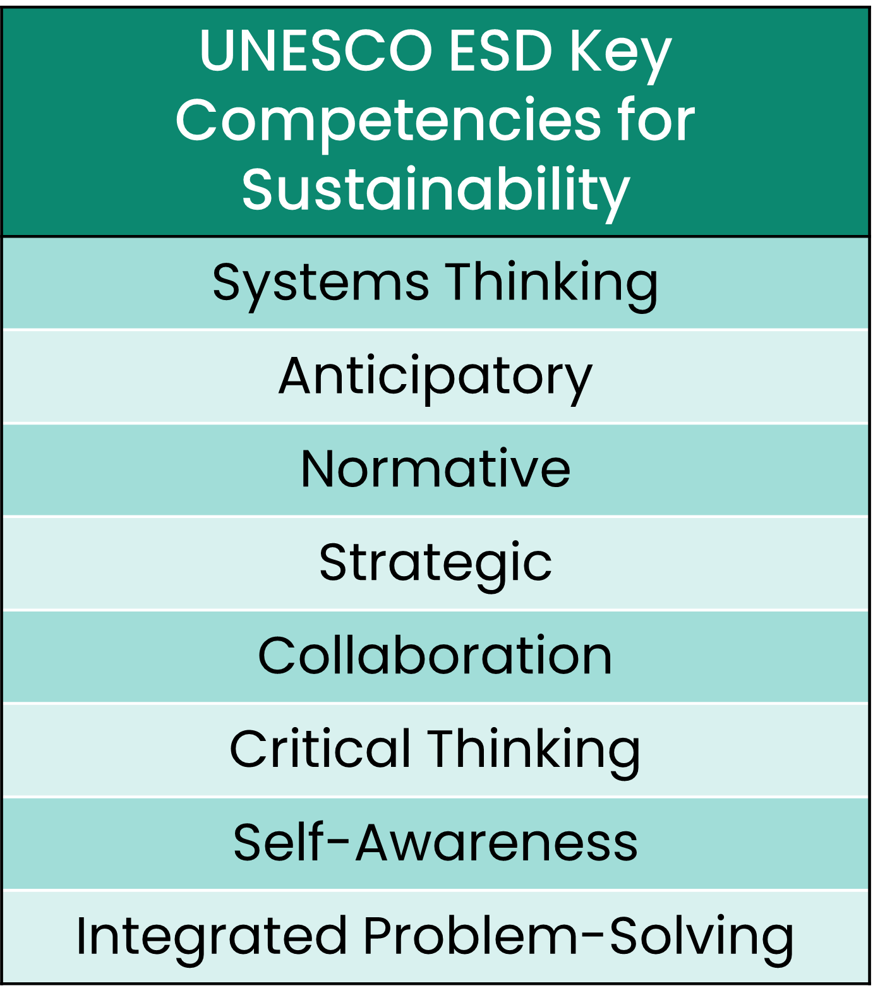 UNESCO ESD Key
Competencies for
Sustainability
Systems Thinking
Anticipatory
Normative
Strategic
Collaboration
Critical Thinking
Self-Awareness
Integrated Problem-Solving